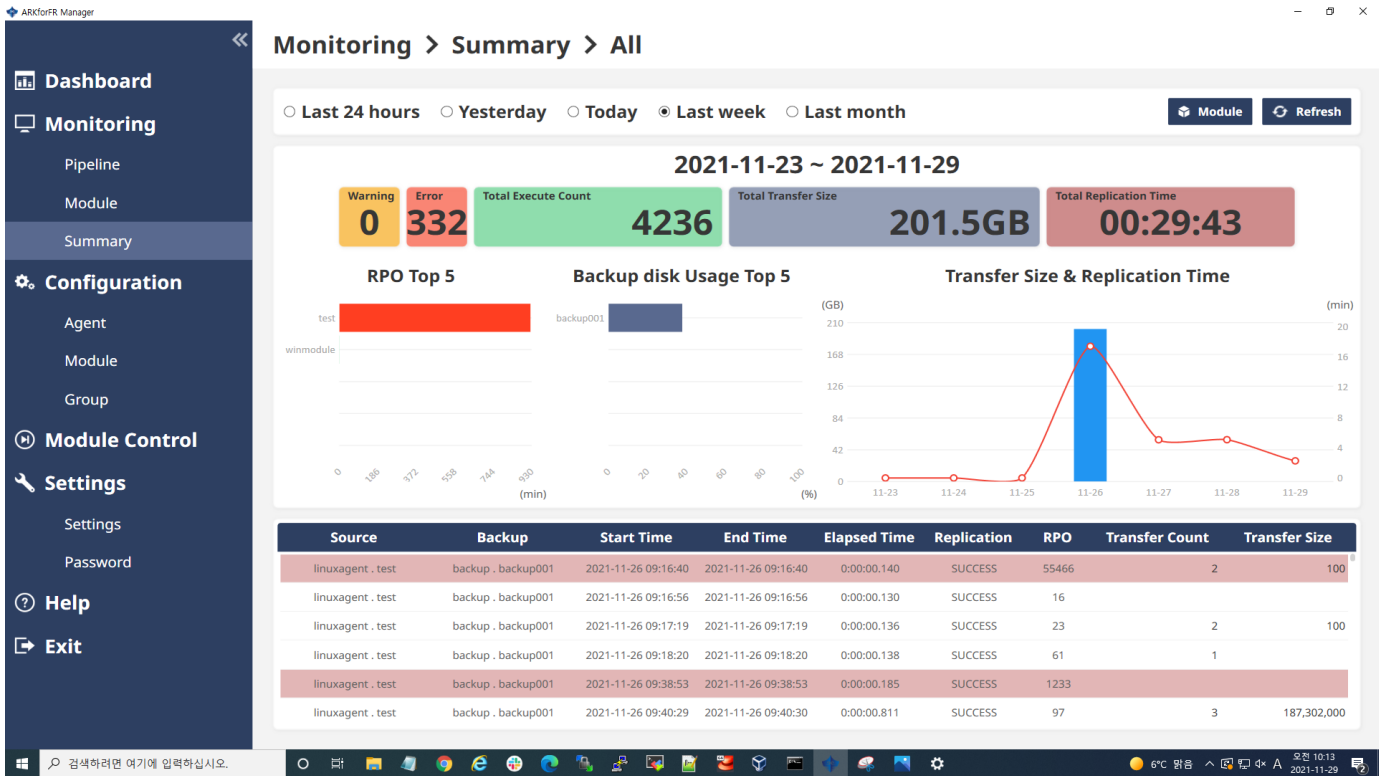 ARKforFR Manager
Dashboard
Monitoring
Pipeline
Module
Summary
Configuration
Agent
Module
Group
Module Control
Settings
Settings
Password
Help
Exit
Monitoring > Summary > All
Last 24 hours Yesterday Today Last week Last month Module Refresh
2021-11-23 ~ 2021-11-29
Warning Error Total Execute Count Total Transfer Size Total Replication Time
0 332 4236 201.5GB 00:29:43
RPO Top 5
test
winmodule
0 186 372 558 744 930
(min)
Backup disk Usage Top 5
backup001
0 20 40 60 80 100
(%)
Transfer Size & Replication Time
(GB) (min)
210 20
168 16
126 12
84 8
42 4
0 0
11-23 11-24 11-25 11-26 11-27 11-28 11-29
Source Backup Start Time End Time Elapsed Time Replication RPO Transfer Count Transfer Size
linuxagent . test backup . backup001 2021-11-26 09:16:40 2021-11-26 09:16:40 0:00:00.140 SUCCESS 55466 2 100
linuxagent . test backup . backup001 2021-11-26 09:16:56 2021-11-26 09:16:56 0:00:00.130 SUCCESS 16
linuxagent . test backup . backup001 2021-11-26 09:17:19 2021-11-26 09:17:19 0:00:00.136 SUCCESS 23 2 100
linuxagent . test backup . backup001 2021-11-26 09:18:20 2021-11-26 09:18:20 0:00:00.138 SUCCESS 61 1
linuxagent . test backup . backup001 2021-11-26 09:38:53 2021-11-26 09:38:53 0:00:00.185 SUCCESS 1233
linuxagent . test backup . backup001 2021-11-26 09:40:29 2021-11-26 09:40:30 0:00:00.811 SUCCESS 97 3 187,302,000
검색하려면 여기에 입력하십시오.
6°C 맑음 A 오전 10:13
2021-11-29
2